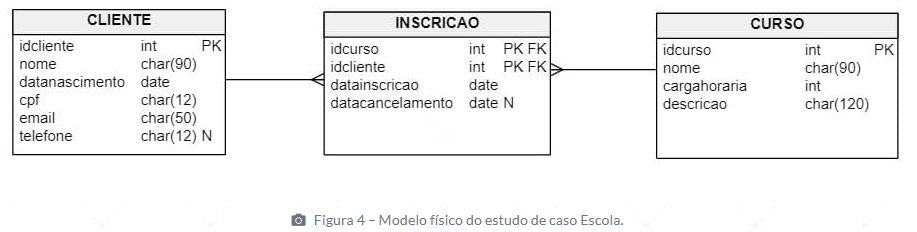 CLIENTE
idcliente int PK
nome char(90)
datanascimento date
cpf char(12)
email char(50)
telefone char(12) N
INSCRICAO
idcurso int PK FK
idcliente int PK FK
datainscricao date
datacancelamento date N
CURSO
idcurso int PK
nome char(90)
cargahoraria int
descricao char(120)
Figura 4 – Modelo físico do estudo de caso Escola.